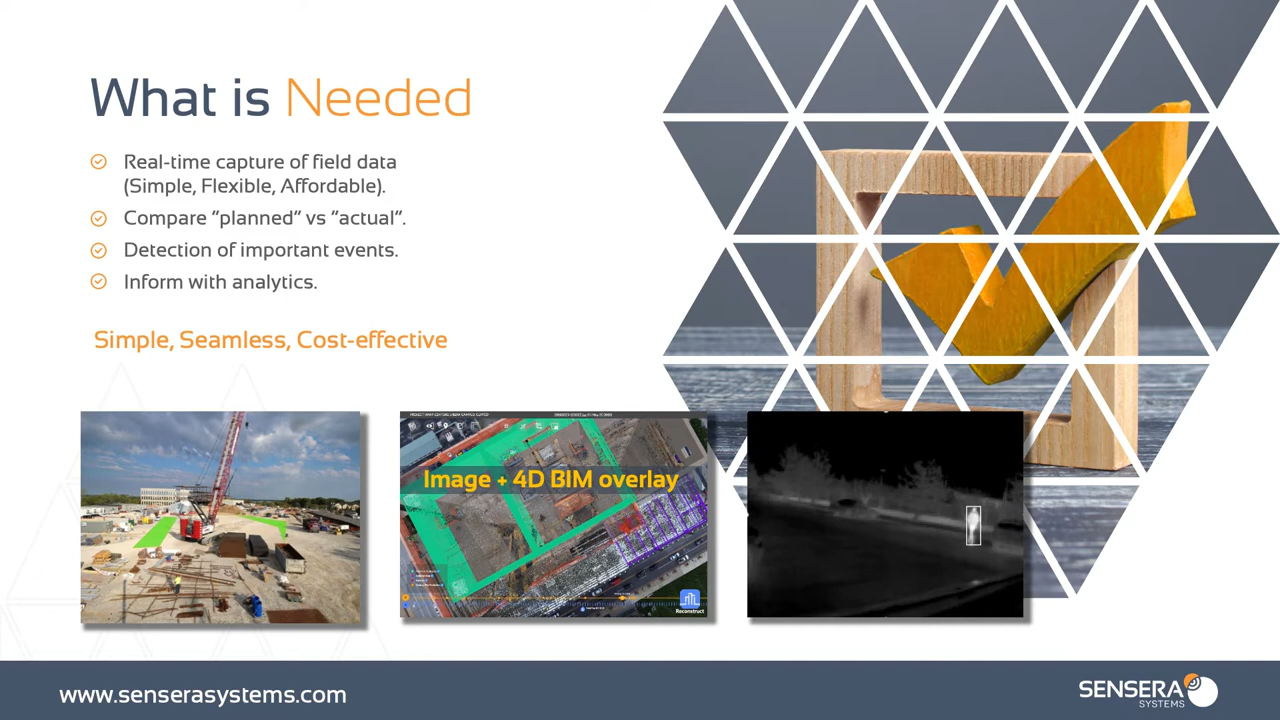 What is Needed
Real-time capture of field data
(Simple, Flexible, Affordable).
Compare “planned” vs “actual”.
Detection of important events.
Inform with analytics.
Simple, Seamless, Cost-effective
Image + 4D BIM overlay
Reconstruct
www.senserasystems.com
SENSERA
SYSTEMS